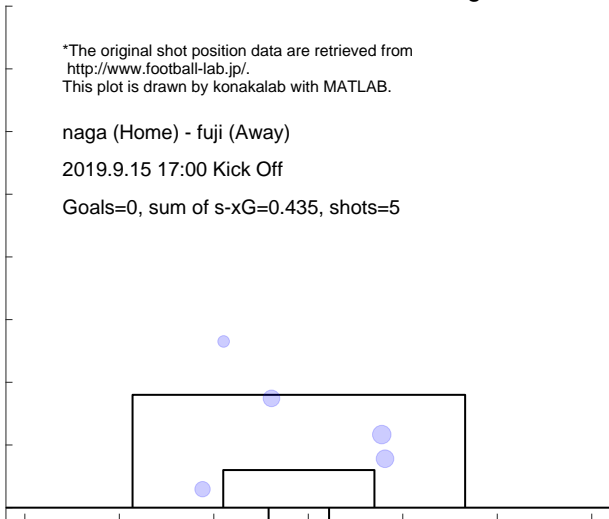 *The original shot position data are retrieved from
http://www.football-lab.jp/.
This plot is drawn by konakalab with MATLAB.
naga (Home) - fuji (Away)
2019.9.15 17:00 Kick Off
Goals=0, sum of s-xG=0.435, shots=5